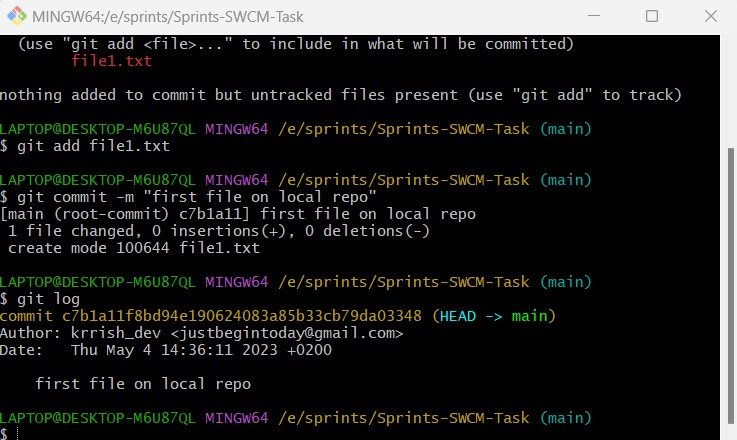 MINGW64:/e/sprints/Sprints-SWCM-Task
(use "git add <file>..." to include in what will be committed)
file1.txt
nothing added to commit but untracked files present (use "git add" to track)
LAPTOP@DESKTOP-M6U87QL MINGW64 /e/sprints/Sprints-SWCM-Task (main)
$ git add file1.txt
LAPTOP@DESKTOP-M6U87QL MINGW64 /e/sprints/Sprints-SWCM-Task (main)
$ git commit -m "first file on local repo"
[main (root-commit) c7b1a11] first file on local repo
1 file changed, 0 insertions(+), 0 deletions(-)
create mode 100644 file1.txt
LAPTOP@DESKTOP-M6U87QL MINGW64 /e/sprints/Sprints-SWCM-Task (main)
$ git log
commit c7b1a11f8bd94e190624083a85b33cb79da03348 (HEAD -> main)
Author: krrish_dev <justbegintoday@gmail.com>
Date:   Thu May 4 14:36:11 2023 +0200
first file on local repo
LAPTOP@DESKTOP-M6U87QL MINGW64 /e/sprints/Sprints-SWCM-Task (main)
$